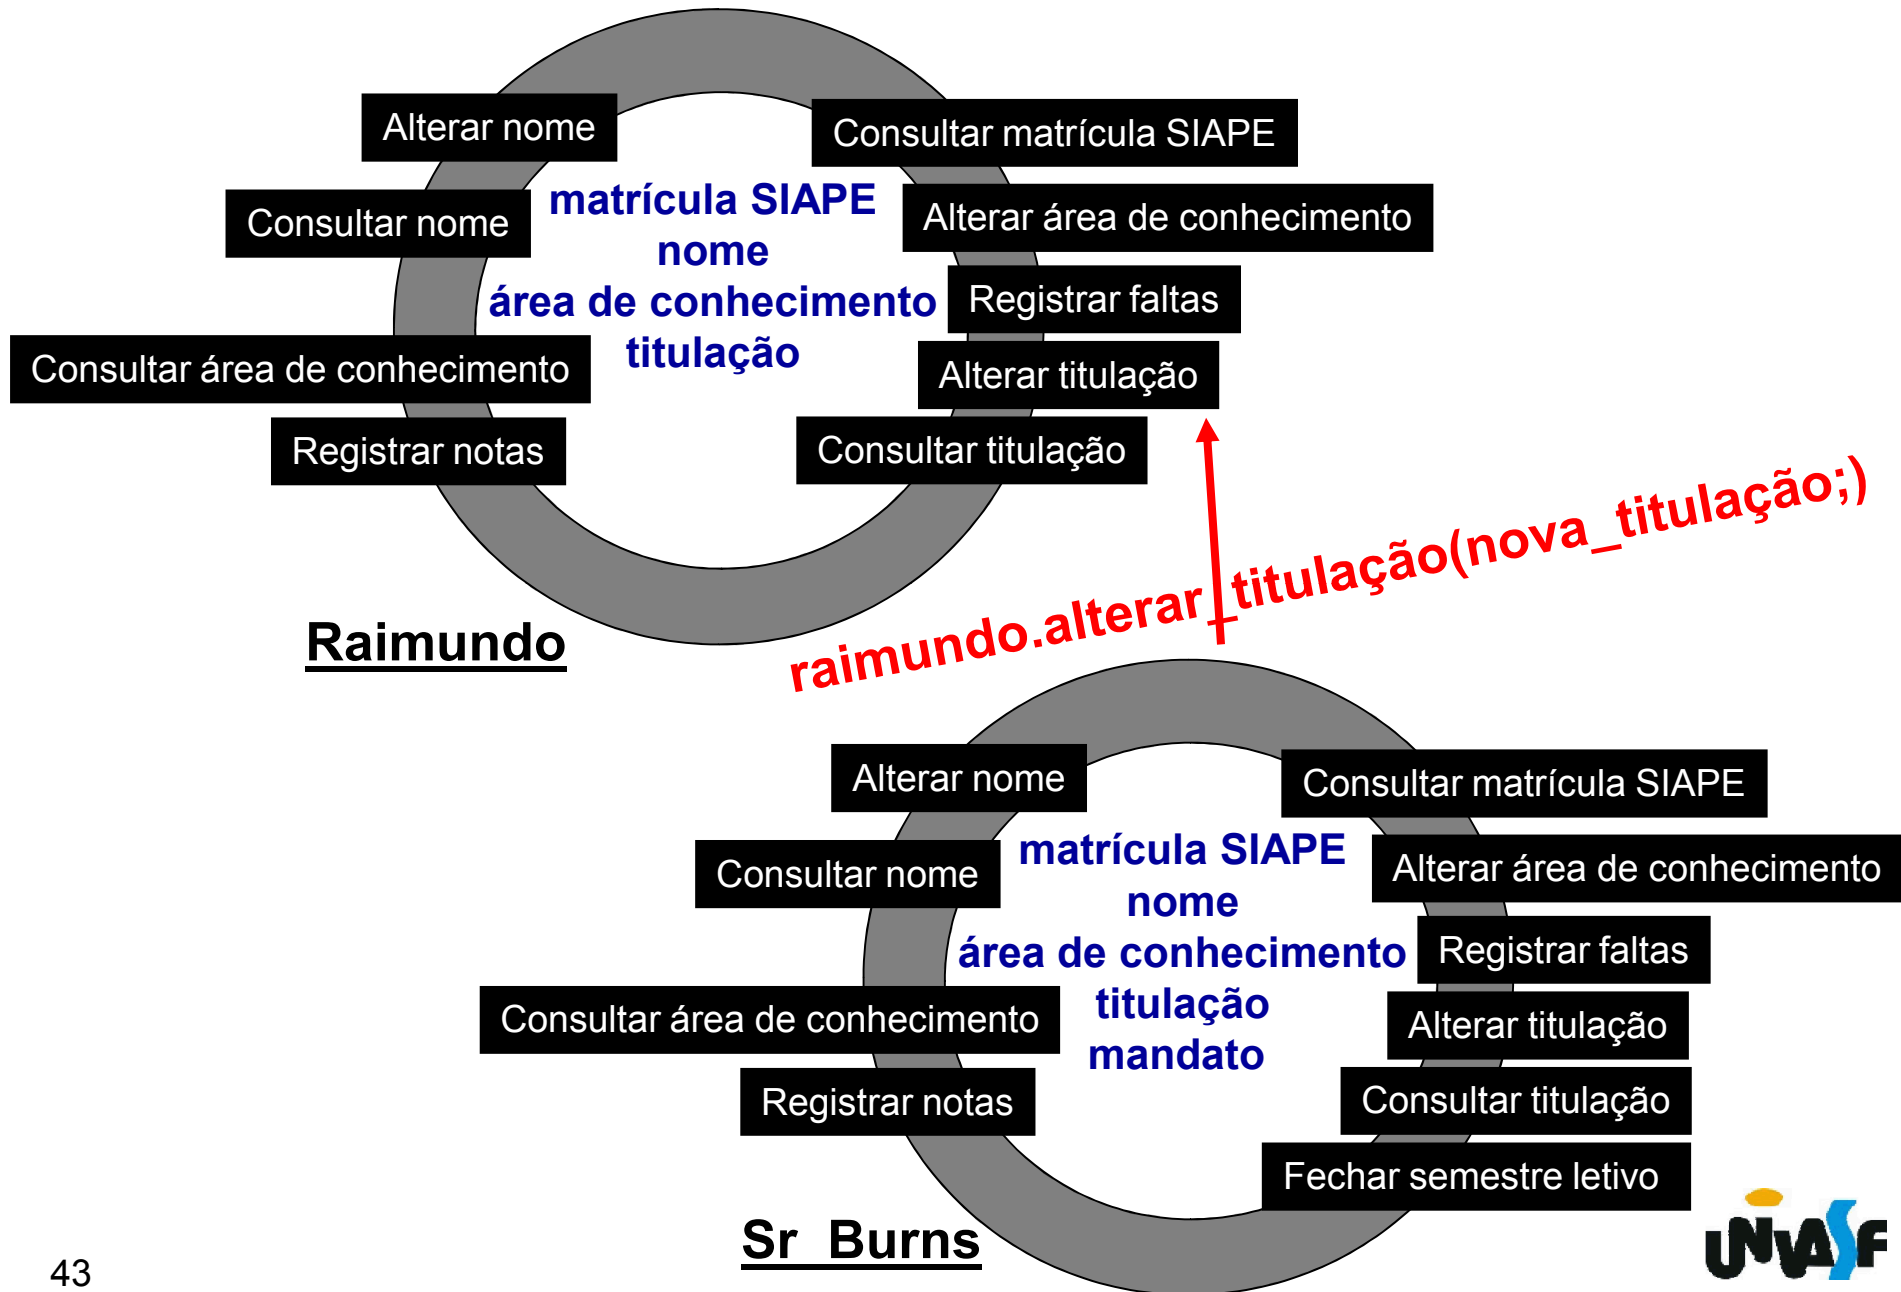 Alterar nome
Consultar matrícula SIAPE
matrícula SIAPE
Consultar nome
Alterar área de conhecimento
nome
área de conhecimento
Registrar faltas
titulação
Consultar área de conhecimento
Alterar titulação
Registrar notas
Consultar titulação
raimundo.alterar_titulação(nova_titulação;)
Raimundo
Alterar nome
Consultar matrícula SIAPE
matrícula SIAPE
Consultar nome
Alterar área de conhecimento
nome
área de conhecimento
Registrar faltas
titulação
Consultar área de conhecimento
Alterar titulação
mandato
Registrar notas
Consultar titulação
Fechar semestre letivo
Sr_Burns
UNIVASF
43